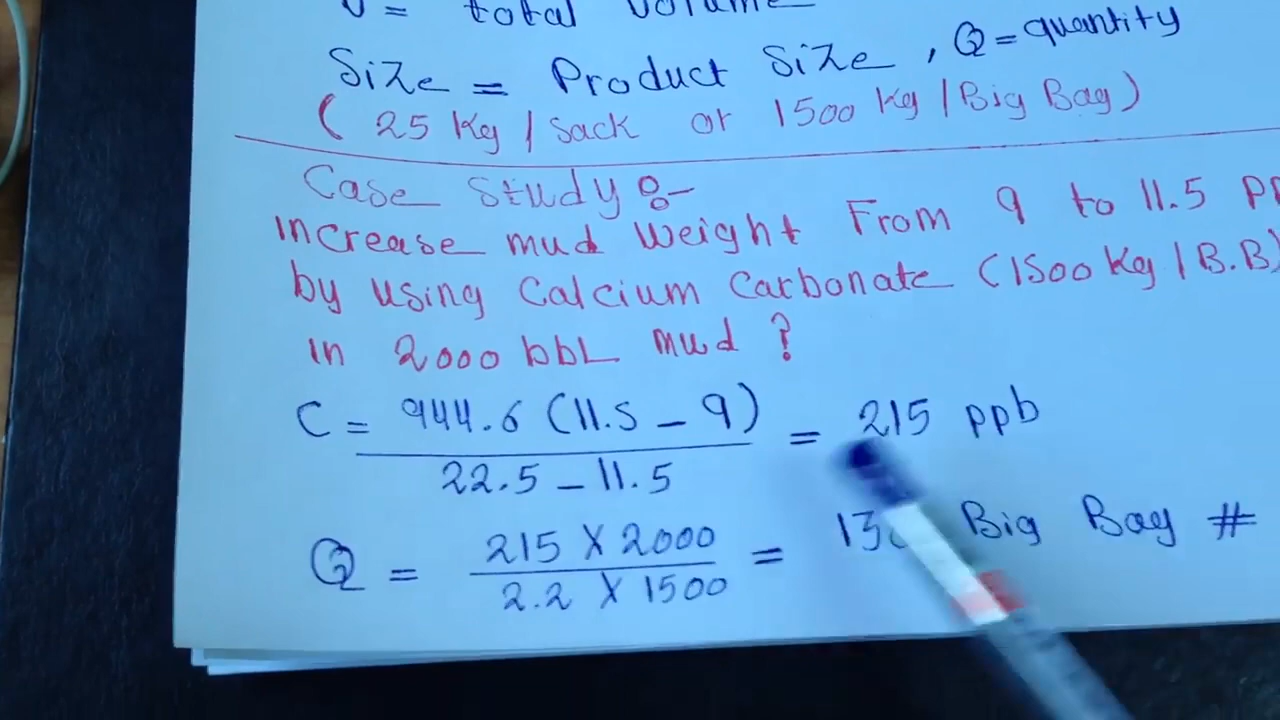 = total
Size = Product Size , Q = quantity
( 25 Kg / Sack or 1500 Kg / Big Bag )
Case Study :-
increase mud weight From 9 to 11.5
by using Calcium Carbonate (1500 Kg / B.B)
in 2000 bbL mud ?
C = 944.6 (11.5 - 9) / 22.5 - 11.5 = 215 ppb
Q = 215 X 2000 / 2.2 X 1500 = Big Bag #